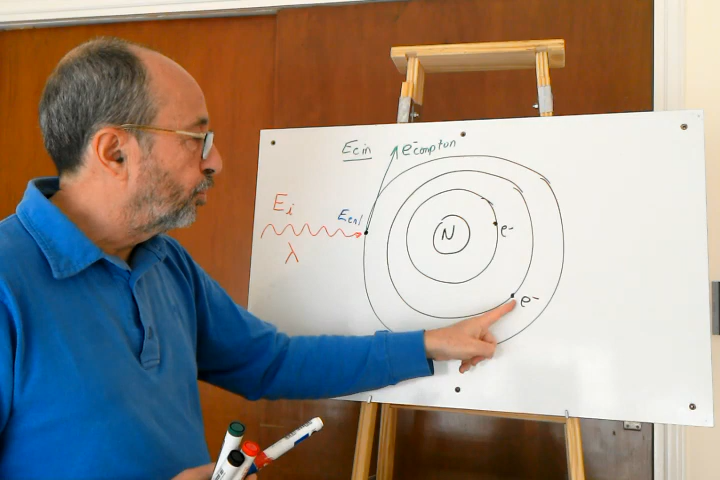 Ecin
e-compton
Ei
Eenl
λ
N
e-
e-